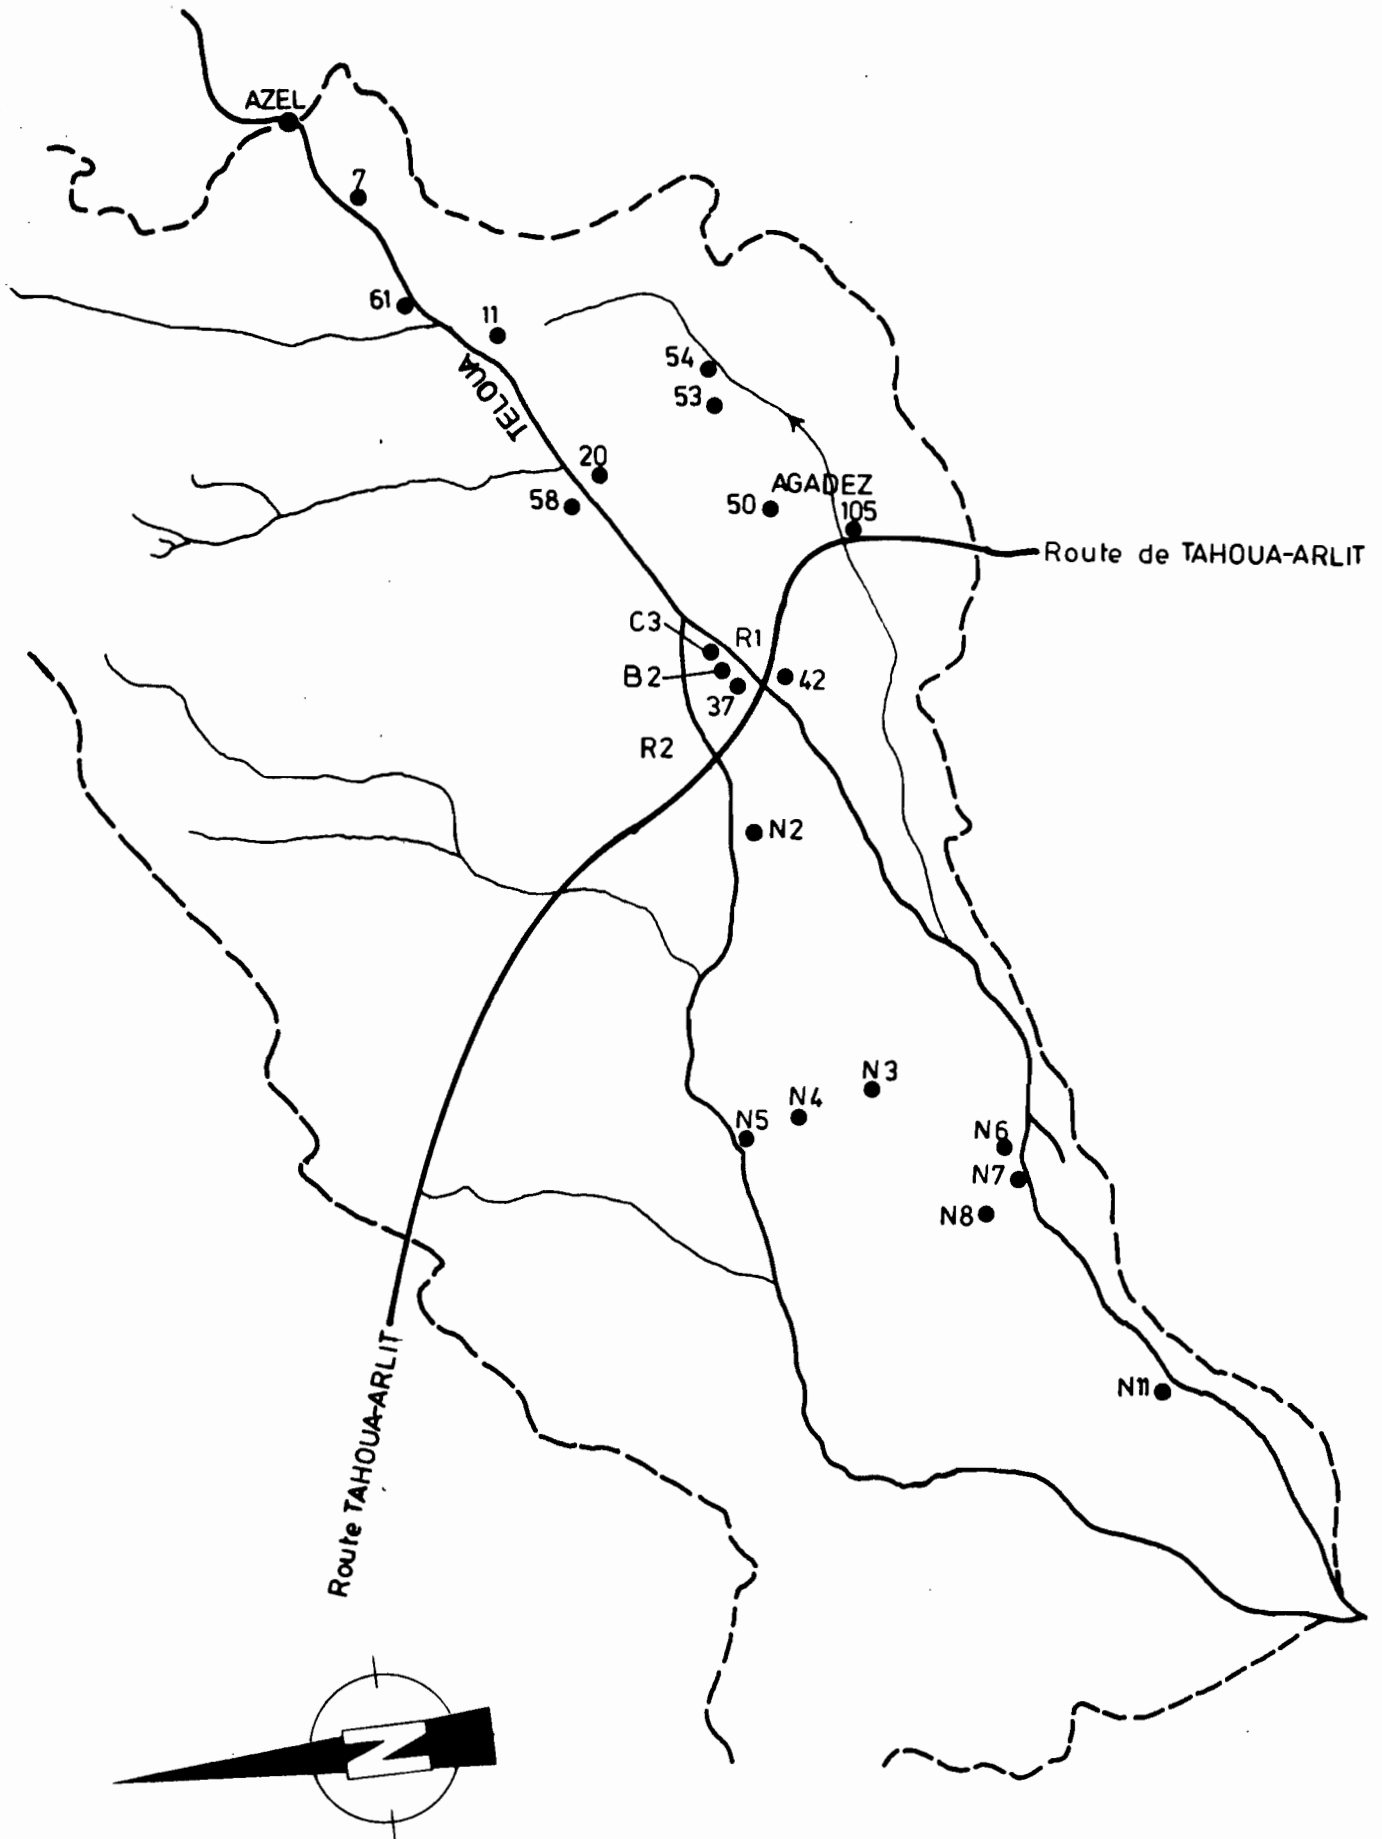 AZEL
7
61
11
TELOUA
54
53
20
58
AGADEZ
50
105
Route de TAHOUA-ARLIT
C3
R1
B2
42
37
R2
N2
N3
N4
N5
N6
N7
N8
N11
Route TAHOUA-ARLIT
N